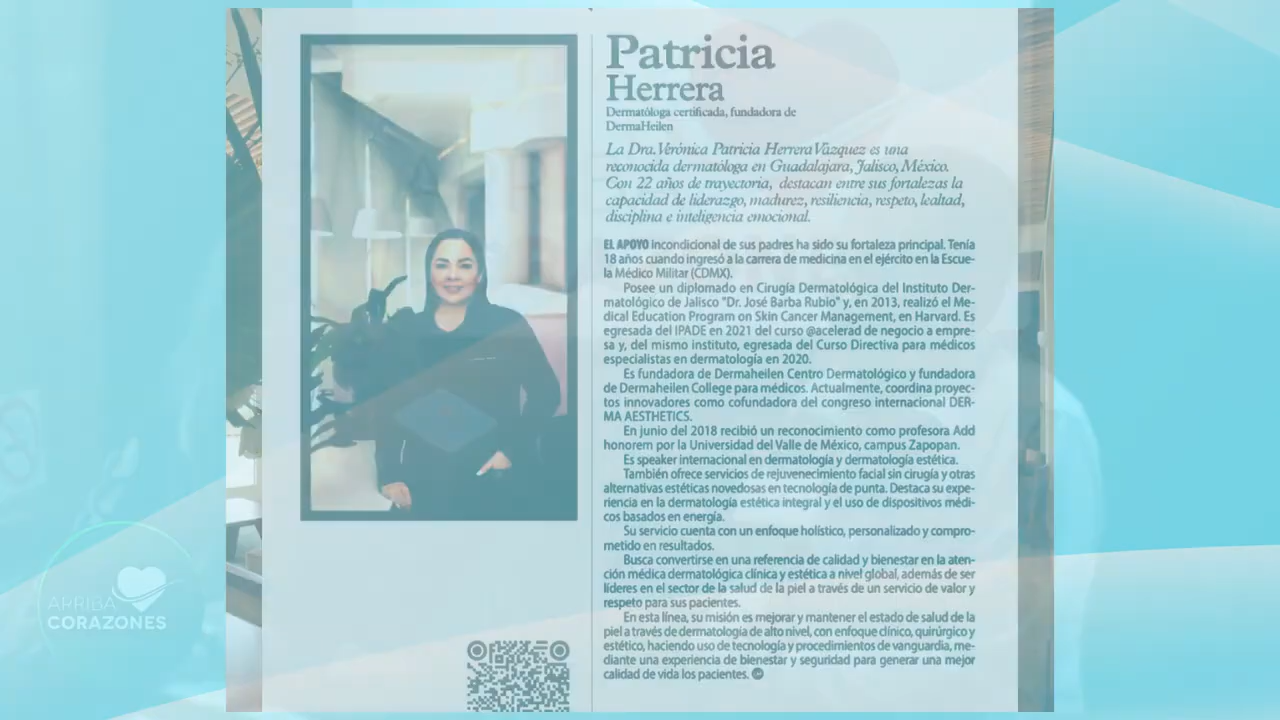 Patricia
Herrera
Dermatóloga certificada, fundadora de
DermaHeilen
La Dra. Verónica Patricia Herrera Vázquez es una
reconocida dermatóloga en Guadalajara, Jalisco, México.
Con 22 años de trayectoria, destacan entre sus fortalezas la
capacidad de liderazgo, madurez, resiliencia, respeto, lealtad,
disciplina e inteligencia emocional.
EL APOYO incondicional de sus padres ha sido su fortaleza principal. Tenía
18 años cuando ingresó a la carrera de medicina en el ejército en la Escue-
la Médico Militar (CDMX).
Posee un diplomado en Cirugía Dermatológica del Instituto Der-
matológico de Jalisco "Dr. José Barba Rubio" y, en 2013, realizó el Me-
dical Education Program on Skin Cancer Management, en Harvard. Es
egresada del IPADE en 2021 del curso @acelerad de negocio a empre-
sa y, del mismo instituto, egresada del Curso Directiva para médicos
especialistas en dermatología en 2020.
Es fundadora de Dermaheilen Centro Dermatológico y fundadora
de Dermaheilen College para médicos. Actualmente, coordina proyec-
tos innovadores como cofundadora del congreso internacional DER-
MA AESTHETICS.
En junio del 2018 recibió un reconocimiento como profesora Add
honorem por la Universidad del Valle de México, campus Zapopan.
Es speaker internacional en dermatología y dermatología estética.
También ofrece servicios de rejuvenecimiento facial sin cirugía y otras
alternativas estéticas novedosas en tecnología de punta. Destaca su expe-
riencia en la dermatología estética integral y el uso de dispositivos médi-
cos basados en energía.
Su servicio cuenta con un enfoque holístico, personalizado y compro-
metido en resultados.
Busca convertirse en una referencia de calidad y bienestar en la aten-
ción médica dermatológica clínica y estética a nivel global, además de ser
líderes en el sector de la salud de la piel a través de un servicio de valor y
respeto para sus pacientes.
En esta línea, su misión es mejorar y mantener el estado de salud de la
piel a través de dermatología de alto nivel, con enfoque clínico, quirúrgico y
estético, haciendo uso de tecnología y procedimientos de vanguardia, me-
diante una experiencia de bienestar y seguridad para generar una mejor
calidad de vida los pacientes.
ARRIBA
CORAZONES